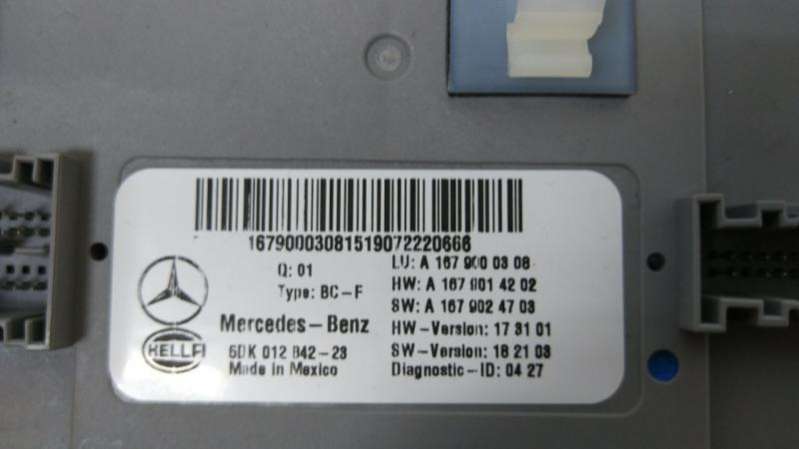 1679000308151907222066​6
Q: 01
Type: BC-F
Mercedes-Benz
HELLA
5DK 012 842-23
Made in Mexico
LU: A 167 900 03 08
HW: A 167 901 42 02
SW: A 167 902 47 03
HW-Version: 17 31 01
SW-Version: 18 21 03
Diagnostic-ID: 04 27